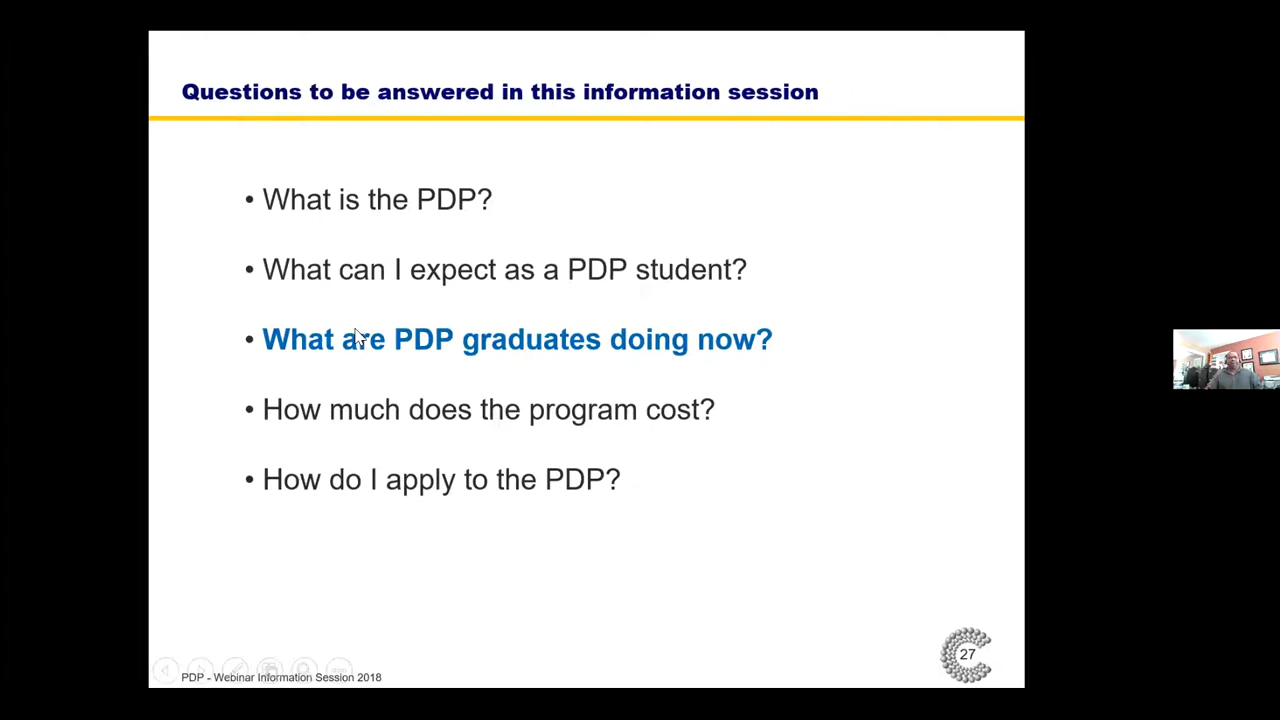 Questions to be answered in this information session
• What is the PDP?
• What can I expect as a PDP student?
• What are PDP graduates doing now?
• How much does the program cost?
• How do I apply to the PDP?
27
PDP - Webinar Information Session 2018